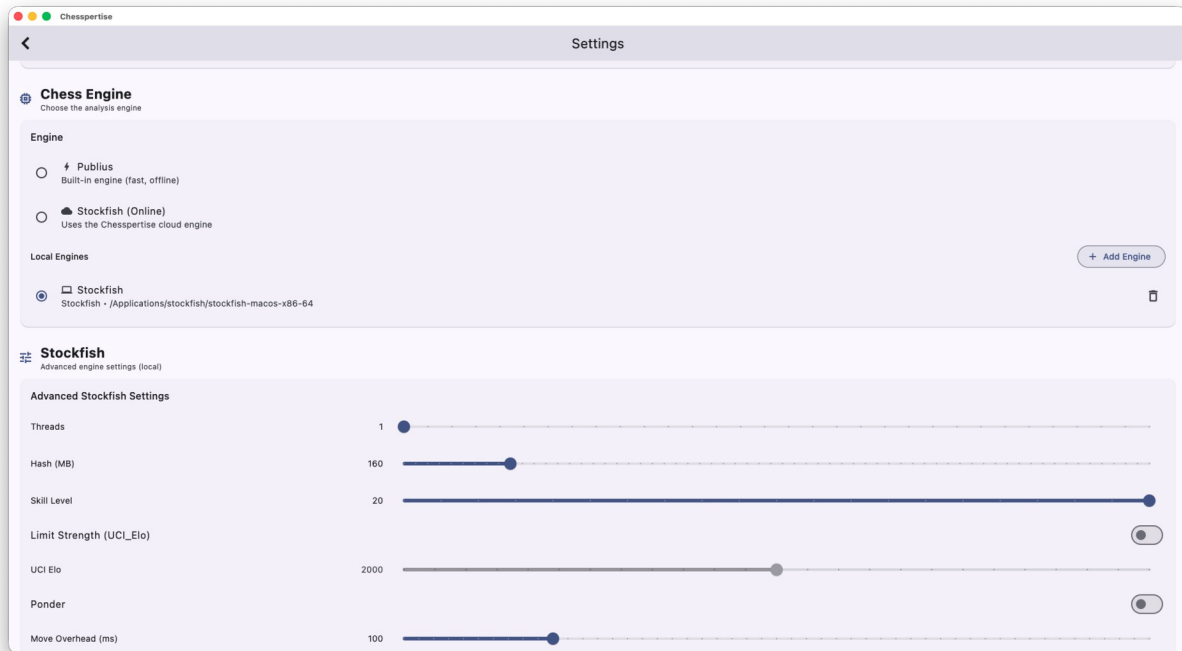 Chesspertise
Settings
Chess Engine
Choose the analysis engine
Engine
Publius
Built-in engine (fast, offline)
Stockfish (Online)
Uses the Chesspertise cloud engine
Local Engines
+ Add Engine
Stockfish
Stockfish • /Applications/stockfish/stockfish-macos-x86-64
Stockfish
Advanced engine settings (local)
Advanced Stockfish Settings
Threads 1
Hash (MB) 160
Skill Level 20
Limit Strength (UCI_Elo)
UCI Elo 2000
Ponder
Move Overhead (ms) 100